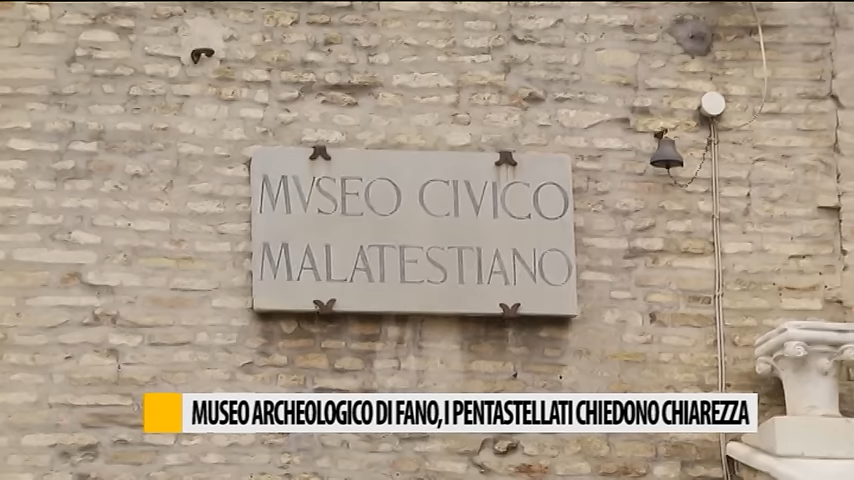 MVSEO CIVICO
MALATESTIANO
MUSEO ARCHEOLOGICO DI FANO, I PENTASTELLATI CHIEDONO CHIAREZZA